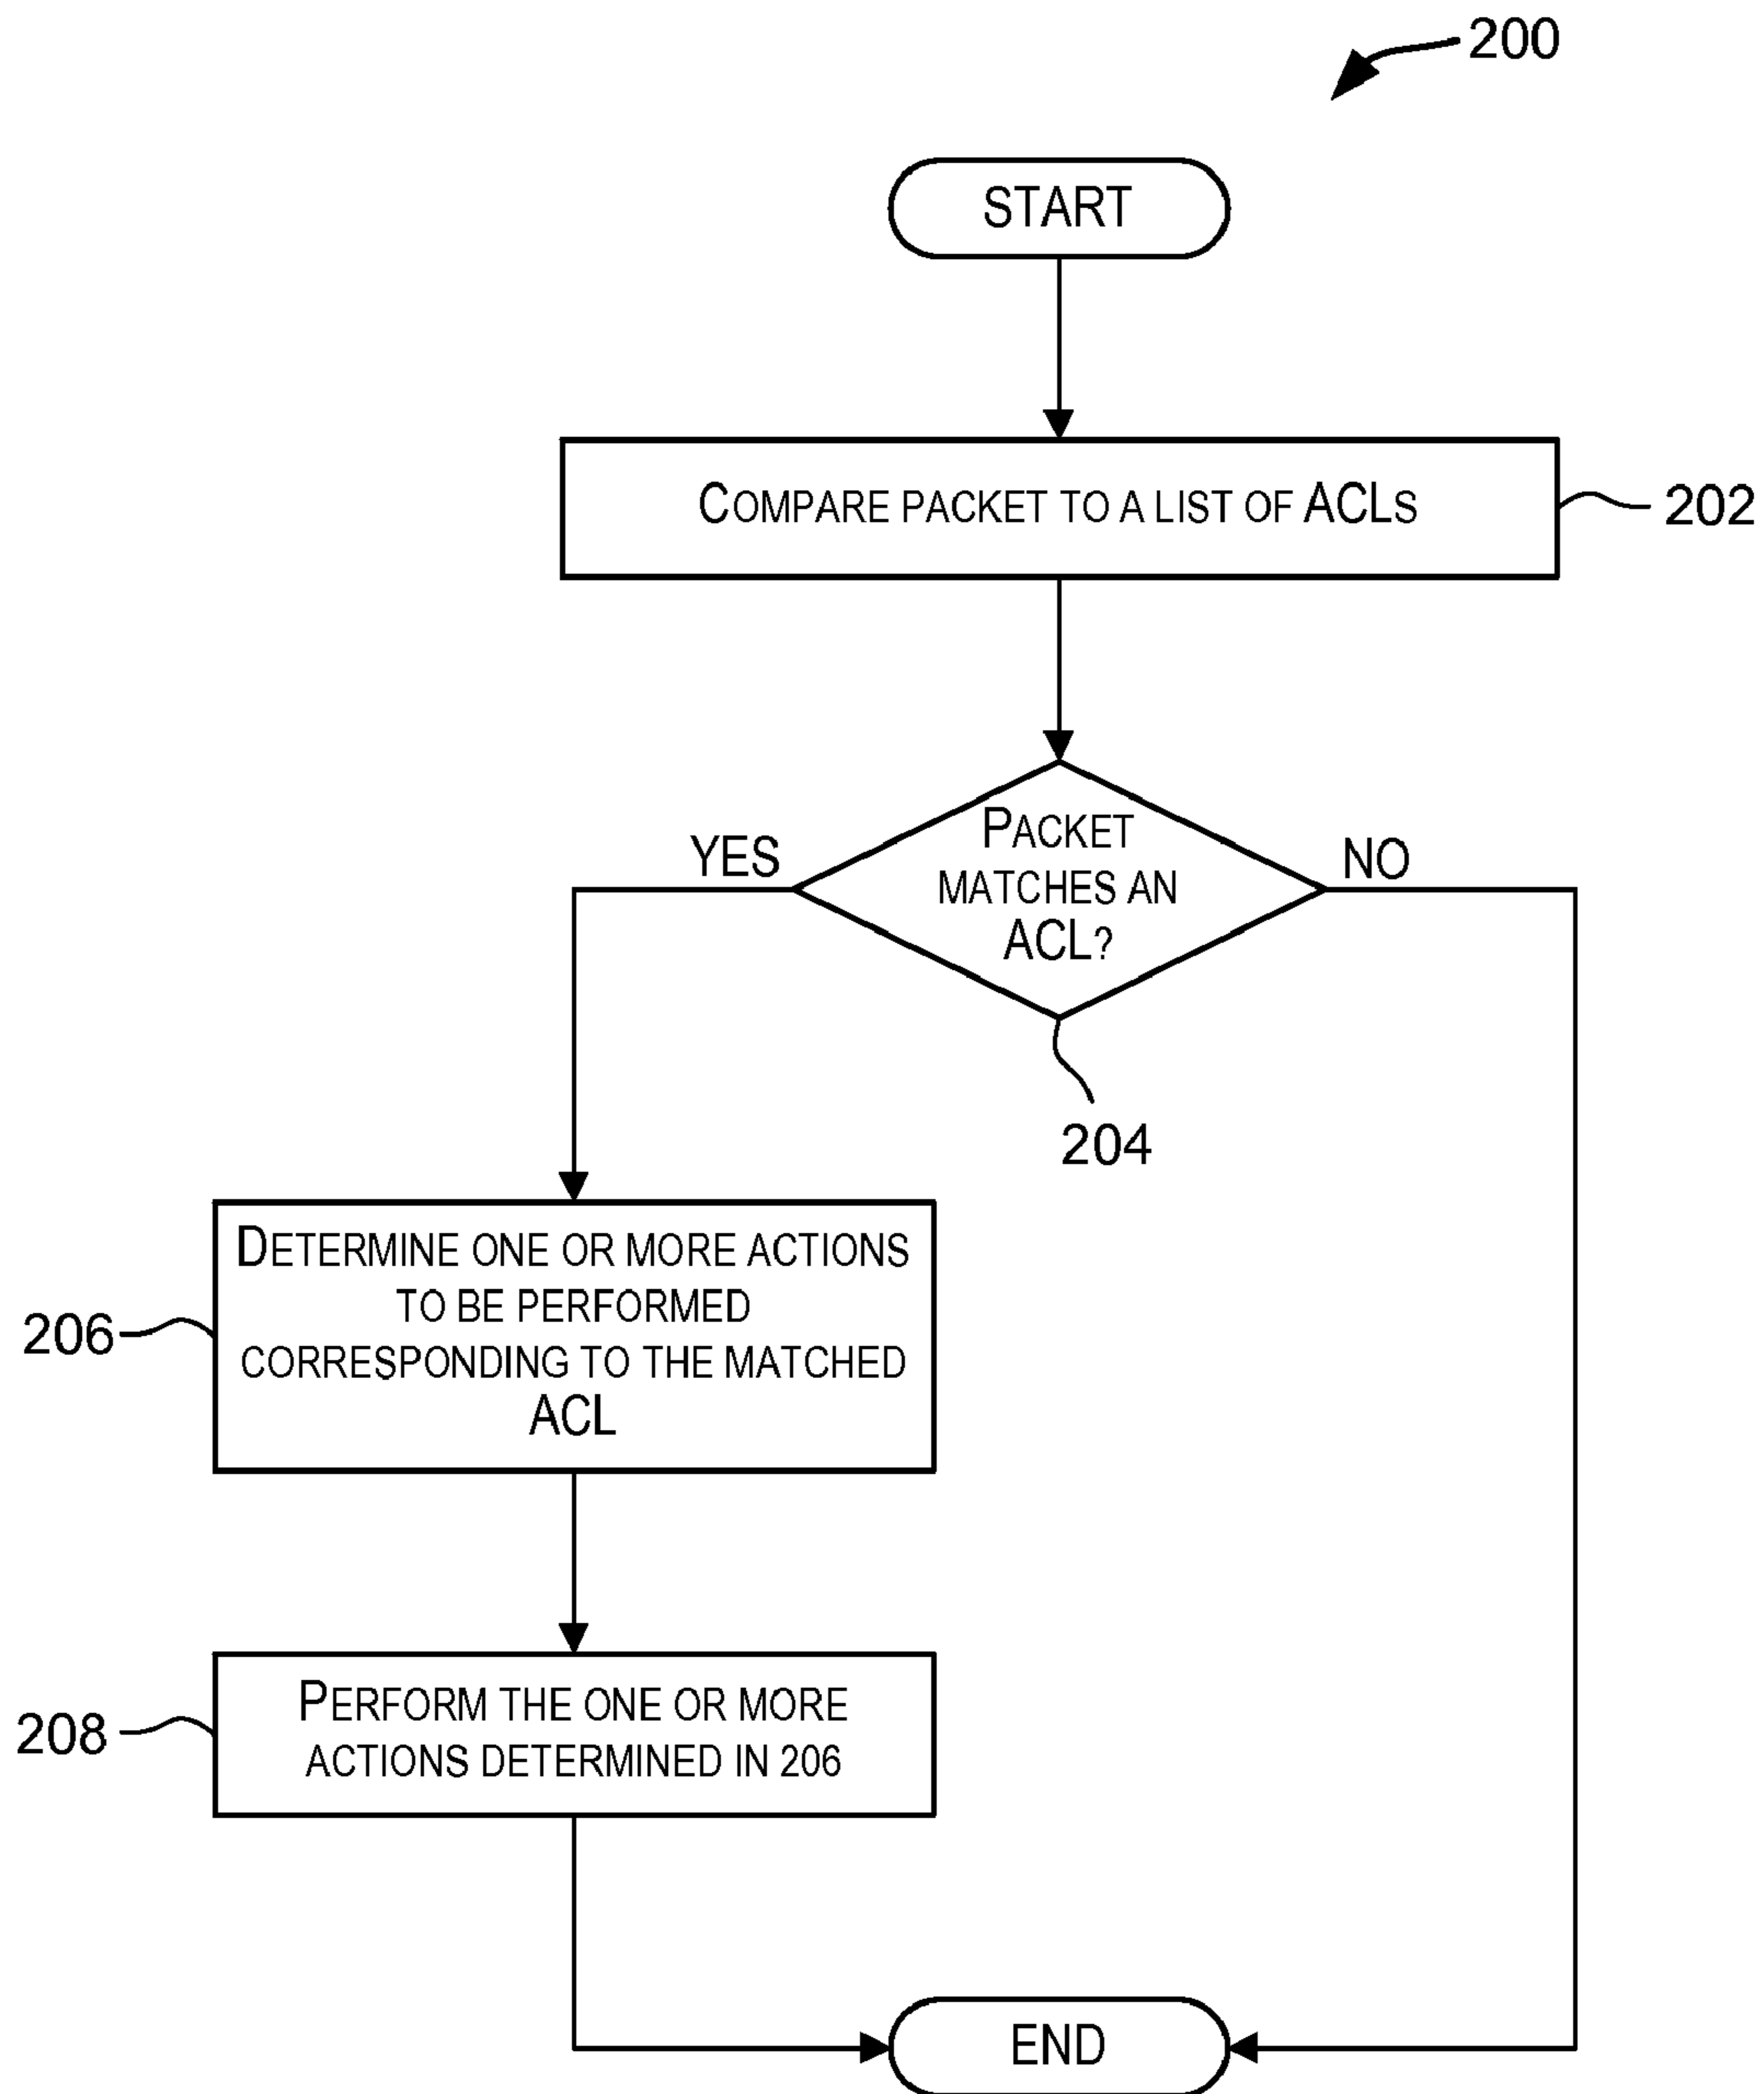 200
START
COMPARE PACKET TO A LIST OF ACLS
202
PACKET
MATCHES AN
ACL?
YES
NO
204
DETERMINE ONE OR MORE ACTIONS
TO BE PERFORMED
CORRESPONDING TO THE MATCHED
ACL
206
PERFORM THE ONE OR MORE
ACTIONS DETERMINED IN 206
208
END